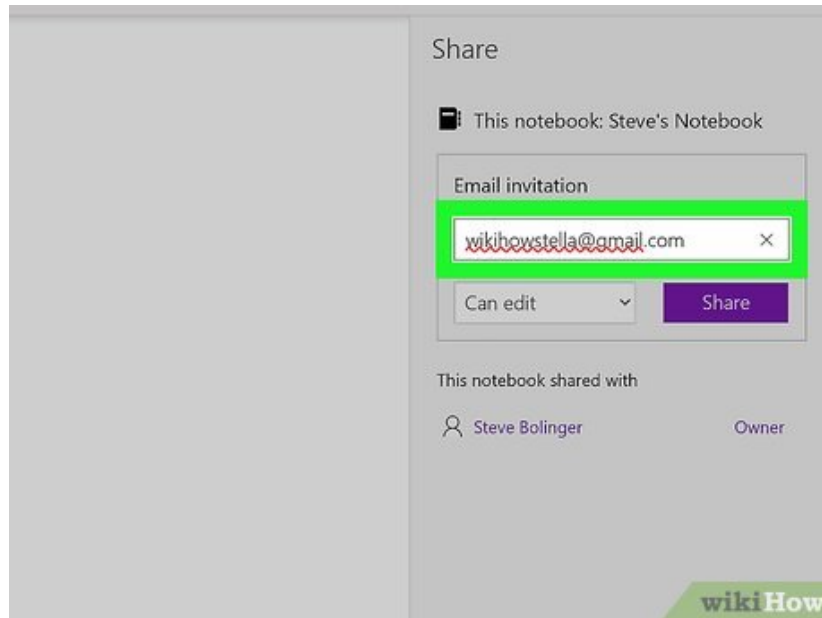 Share
This notebook: Steve's Notebook
Email invitation
wikihowstella@gmail.com
Can edit
Share
This notebook shared with
Steve Bolinger Owner
wikiHow